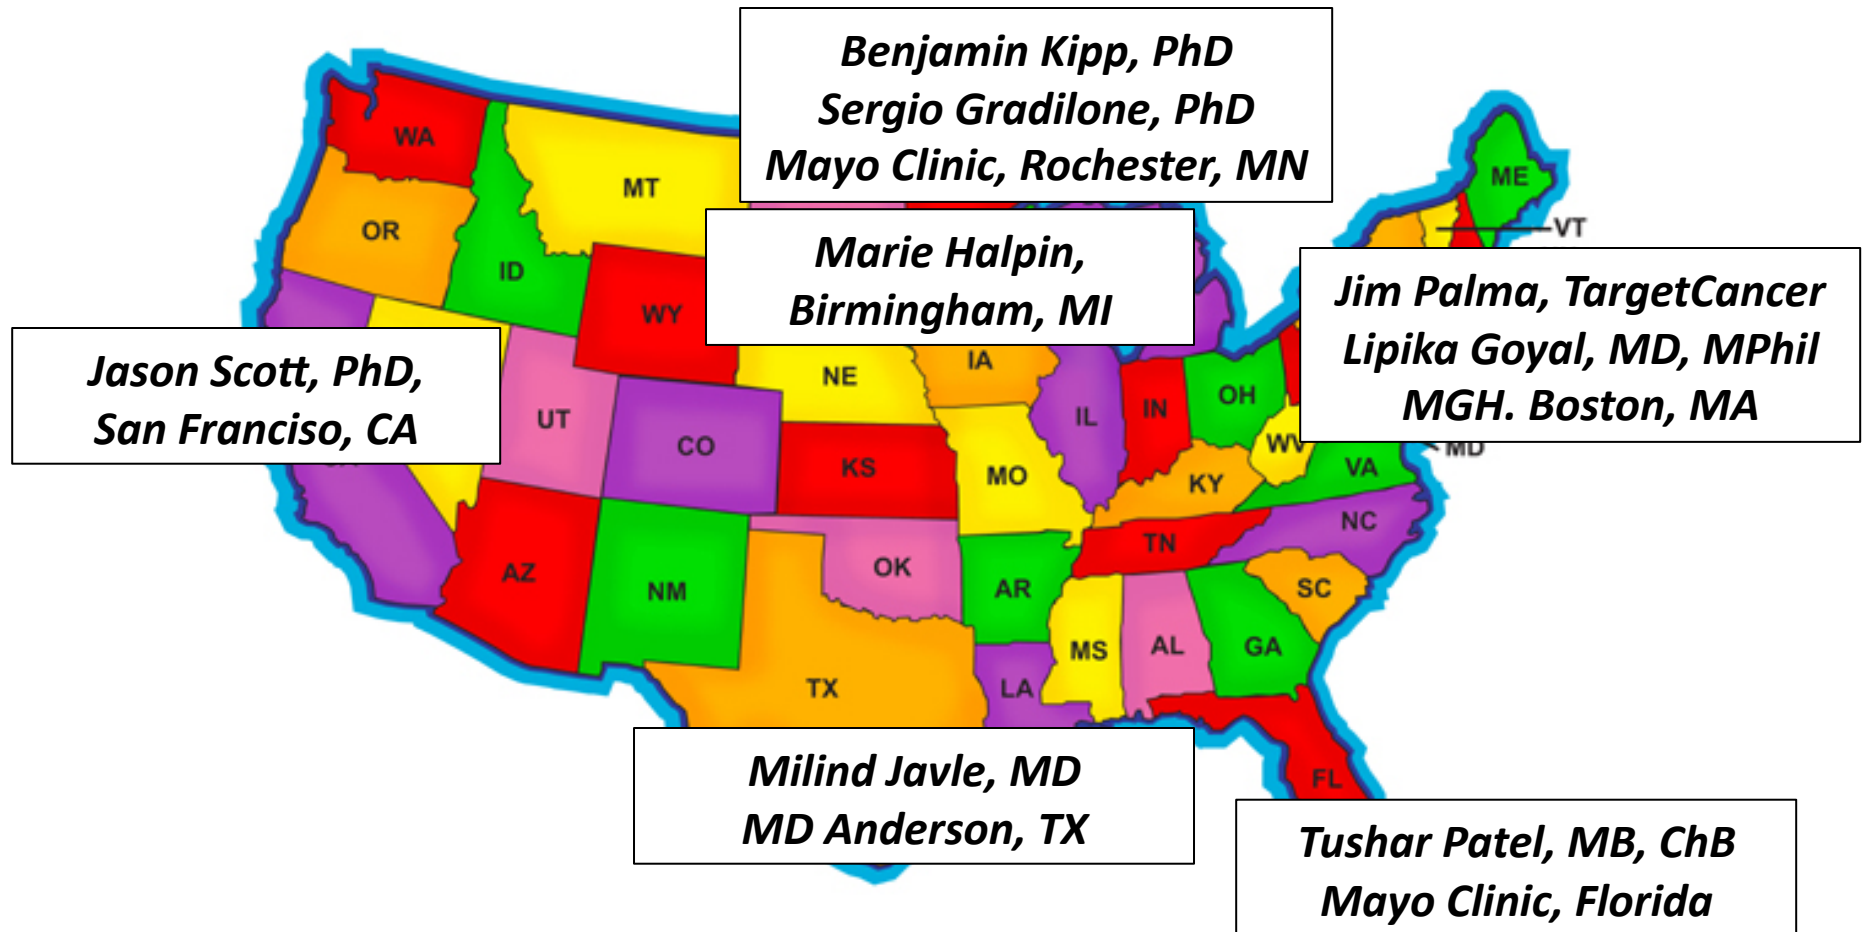 Benjamin Kipp, PhD
Sergio Gradilone, PhD
Mayo Clinic, Rochester, MN
Marie Halpin,
Birmingham, MI
Jim Palma, TargetCancer
Lipika Goyal, MD, MPhil
MGH. Boston, MA
Jason Scott, PhD,
San Franciso, CA
Milind Javle, MD
MD Anderson, TX
Tushar Patel, MB, ChB
Mayo Clinic, Florida
WA
MT
ME
VT
OR
ID
WY
NE
IA
UT
CO
IL
IN
OH
WV
MD
KS
MO
KY
VA
NC
TN
AZ
NM
OK
AR
SC
MS
AL
GA
TX
LA
FL